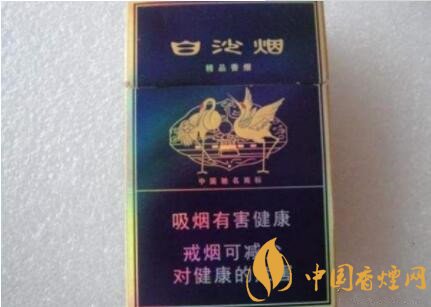 白沙烟
精品香烟
中国驰名商标
吸烟有害健康
戒烟可减
对健康的
中国香烟网